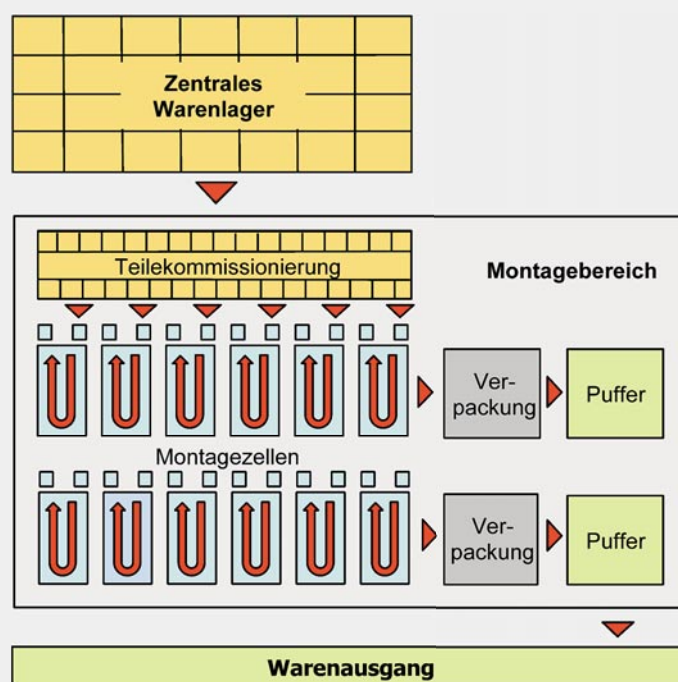 Zentrales
Warenlager
Teilekommissionierung
Montagebereich
Ver-
packung
Puffer
Montagezellen
Ver-
packung
Puffer
Warenausgang